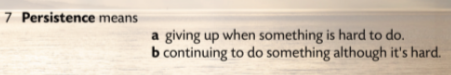 7 Persistence means
a giving up when something is hard to do.
b continuing to do something although it's hard.